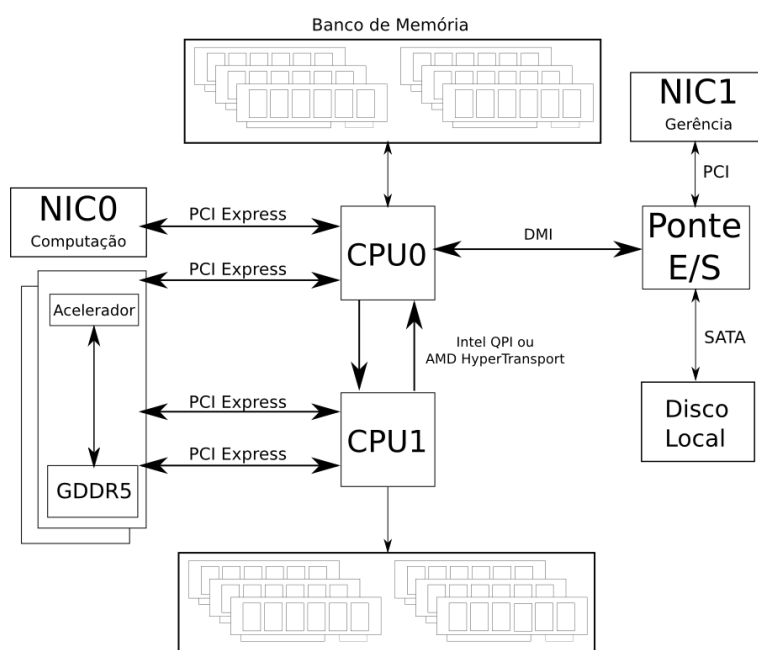 Banco de Memória
NIC1
Gerência
PCI
NIC0
Computação
PCI Express
CPU0
DMI
Ponte
E/S
PCI Express
Acelerador
Intel QPI ou
AMD HyperTransport
SATA
PCI Express
CPU1
Disco
Local
PCI Express
GDDR5